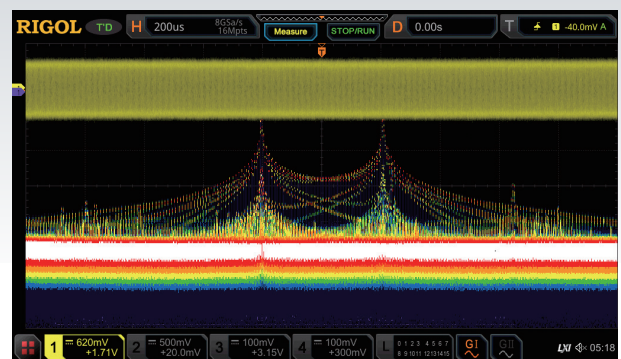 RIGOL T'D H 200us 8GSa/s 16Mpts Measure STOP/RUN D 0.00s T 1 -40.0mV A
T
1 620mV +1.71V 2 500mV +20.0mV 3 100mV +3.15V 4 100mV +300mV L 0 1 2 3 4 5 6 7 8 9 10 11 12 13 14 15 GI GII LXI 05:18